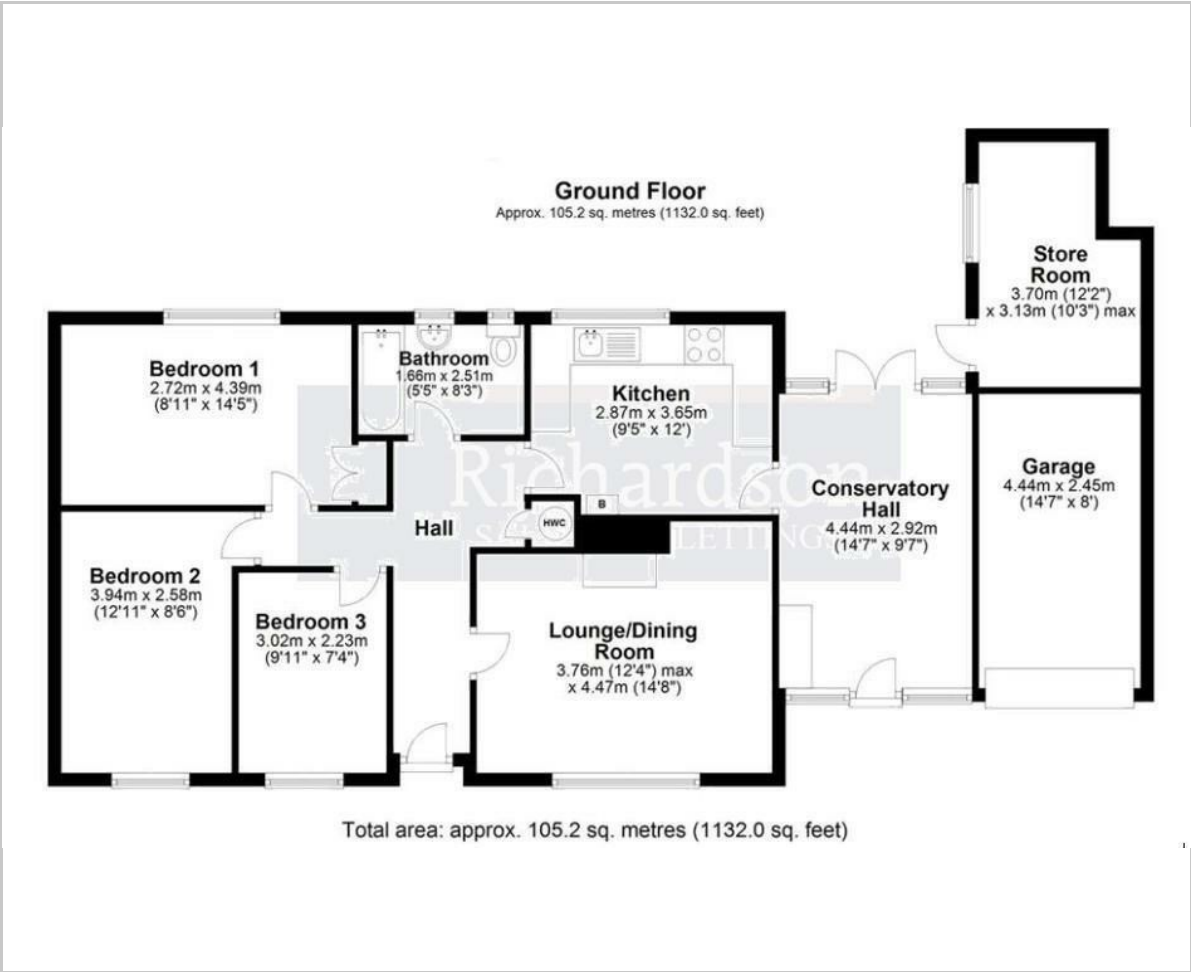 Ground Floor
Approx. 105.2 sq. metres (1132.0 sq. feet)
Store
Room
3.70m (12'2")
x 3.13m (10'3") max
Bedroom 1
2.72m x 4.39m
(8'11" x 14'5")
Bathroom
1.66m x 2.51m
(5'5" x 8'3")
Kitchen
2.87m x 3.65m
(9'5" x 12')
Garage
4.44m x 2.45m
(14'7" x 8')
Richardson
LETTINGS
Conservatory
Hall
4.44m x 2.92m
(14'7" x 9'7")
B
HWC
Hall
Bedroom 2
3.94m x 2.58m
(12'11" x 8'6")
Bedroom 3
3.02m x 2.23m
(9'11" x 7'4")
Lounge/Dining
Room
3.76m (12'4") max
x 4.47m (14'8")
Total area: approx. 105.2 sq. metres (1132.0 sq. feet)